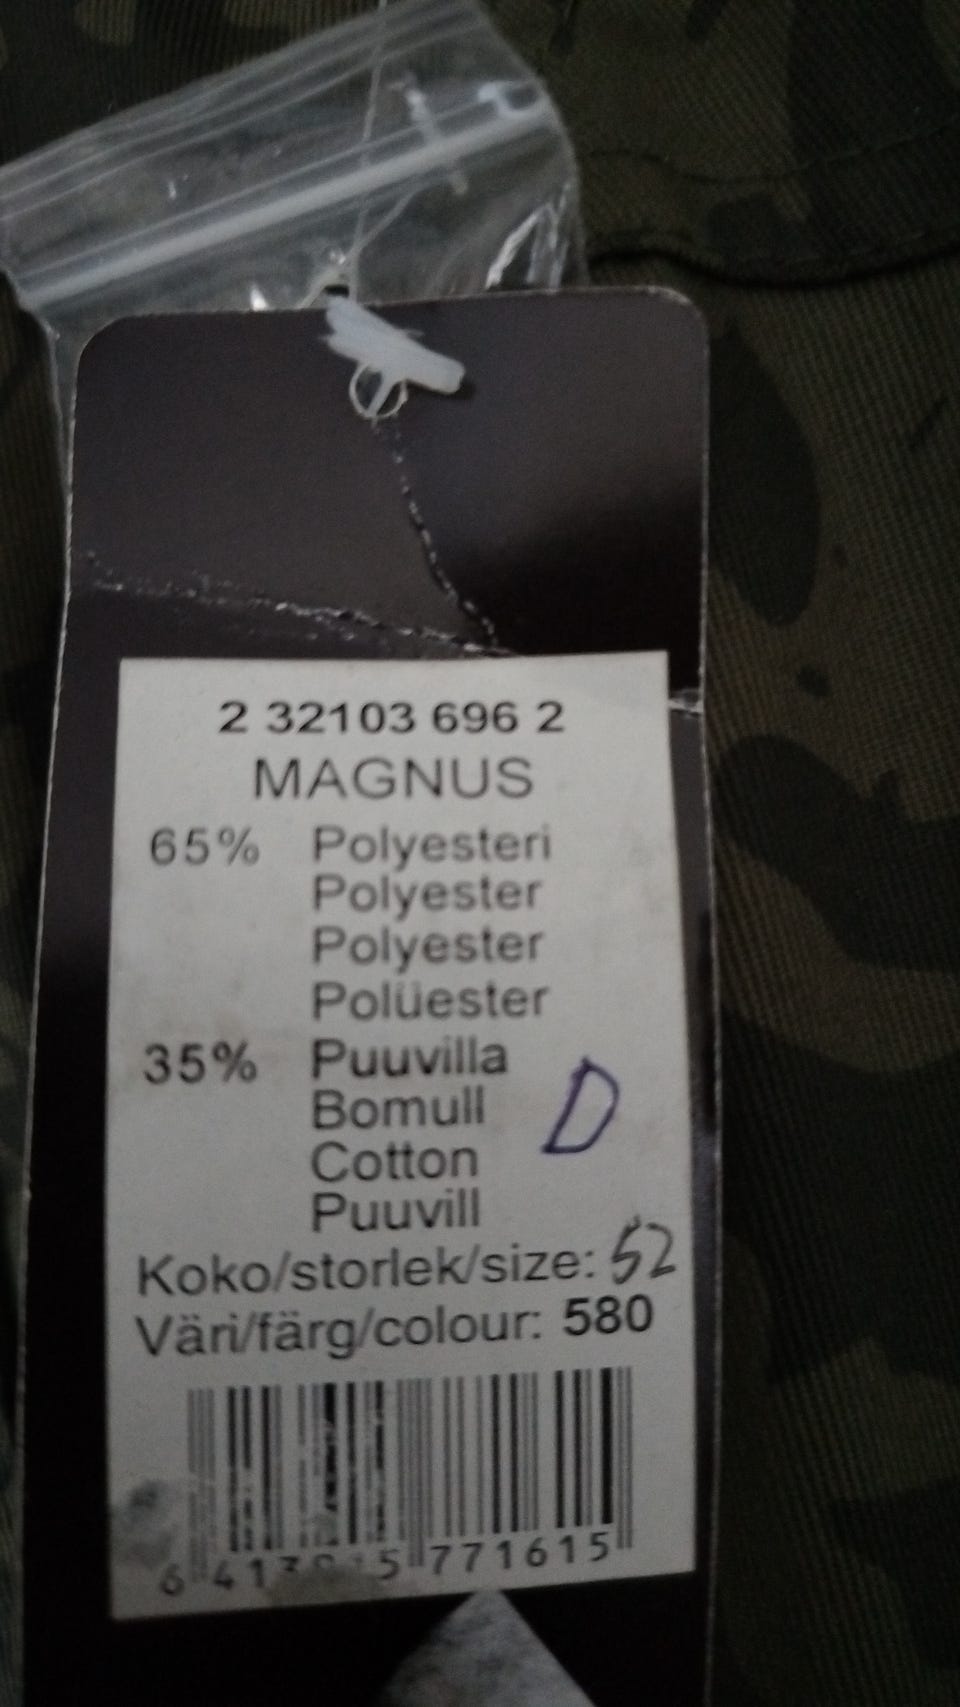 2 32103 696 2
MAGNUS
65% Polyesteri
Polyester
Polyester
Polüester
35% Puuvilla
Bomull
D
Cotton
Puuvill
Koko/storlek/size: 52
Väri/färg/colour: 580
771615